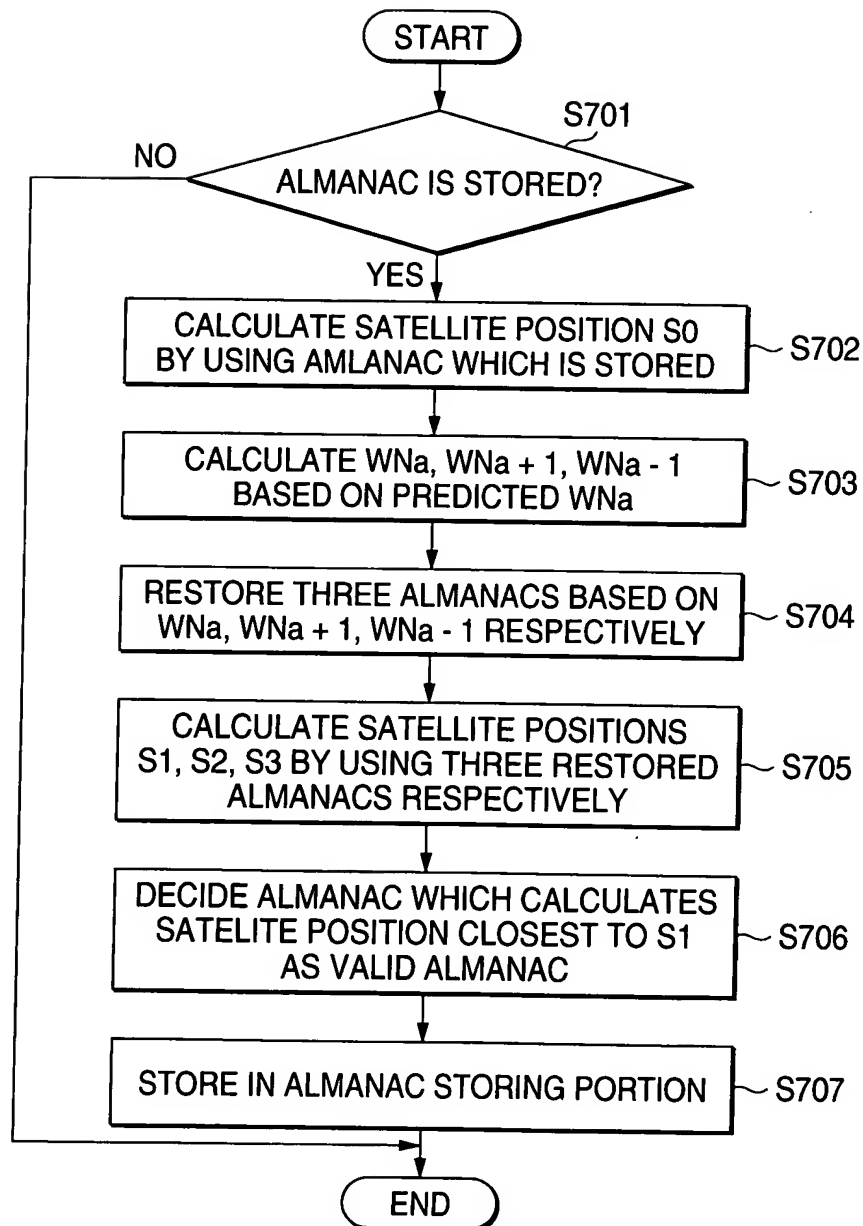 START
S701
NO
ALMANAC IS STORED?
YES
CALCULATE SATELLITE POSITION S0
BY USING AMLANAC WHICH IS STORED
S702
CALCULATE WNa, WNa + 1, WNa - 1
BASED ON PREDICTED WNa
S703
RESTORE THREE ALMANACS BASED ON
WNa, WNa + 1, WNa - 1 RESPECTIVELY
S704
CALCULATE SATELLITE POSITIONS
S1, S2, S3 BY USING THREE RESTORED
ALMANACS RESPECTIVELY
S705
DECIDE ALMANAC WHICH CALCULATES
SATELITE POSITION CLOSEST TO S1
AS VALID ALMANAC
S706
STORE IN ALMANAC STORING PORTION
S707
END